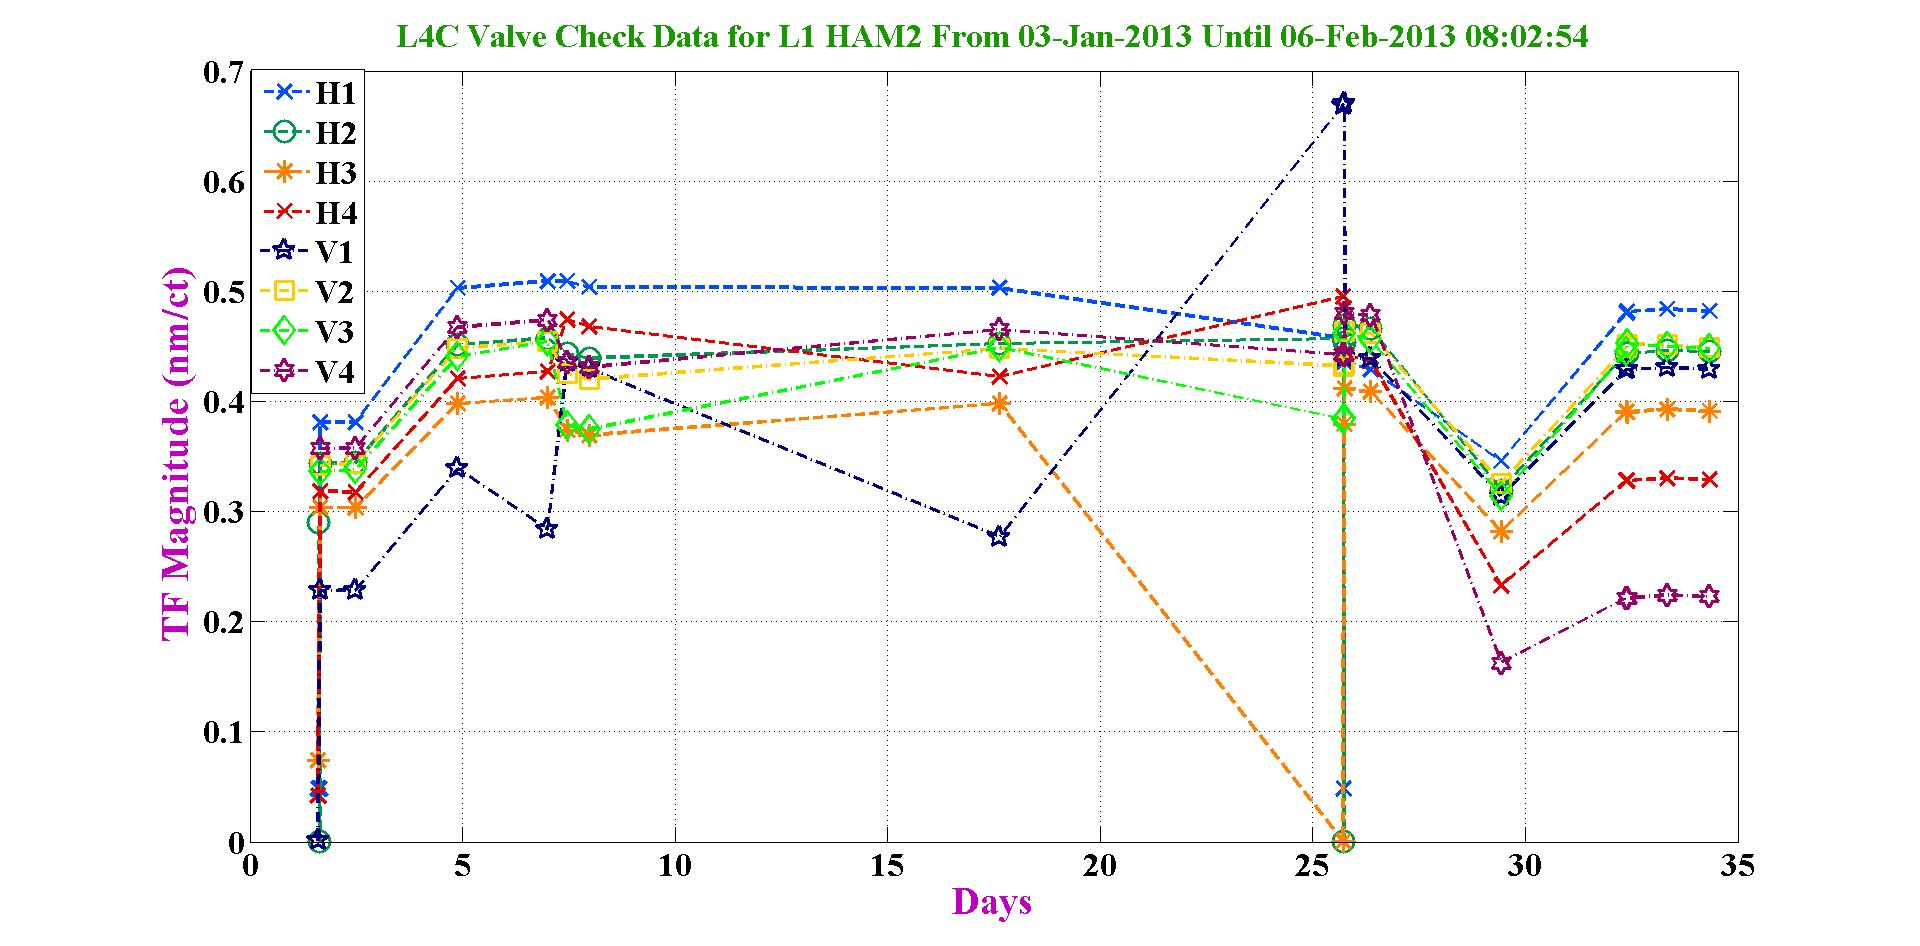 L4C Valve Check Data for L1 HAM2 From 03-Jan-2013 Until 06-Feb-2013 08:02:54
0.7
0.6
0.5
0.4
0.3
0.2
0.1
0
TF Magnitude (nm/ct)
H1
H2
H3
H4
V1
V2
V3
V4
0 5 10 15 20 25 30 35
Days